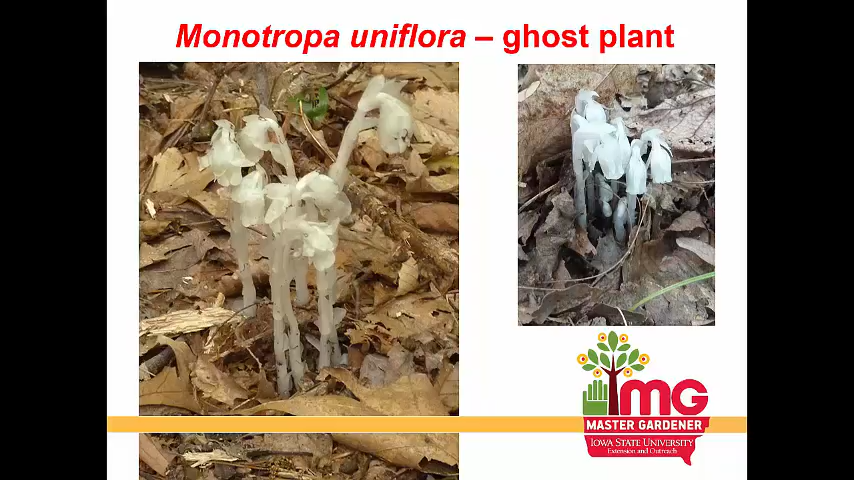 Monotropa uniflora – ghost plant
MG
MASTER GARDENER
IOWA STATE UNIVERSITY
Extension and Outreach